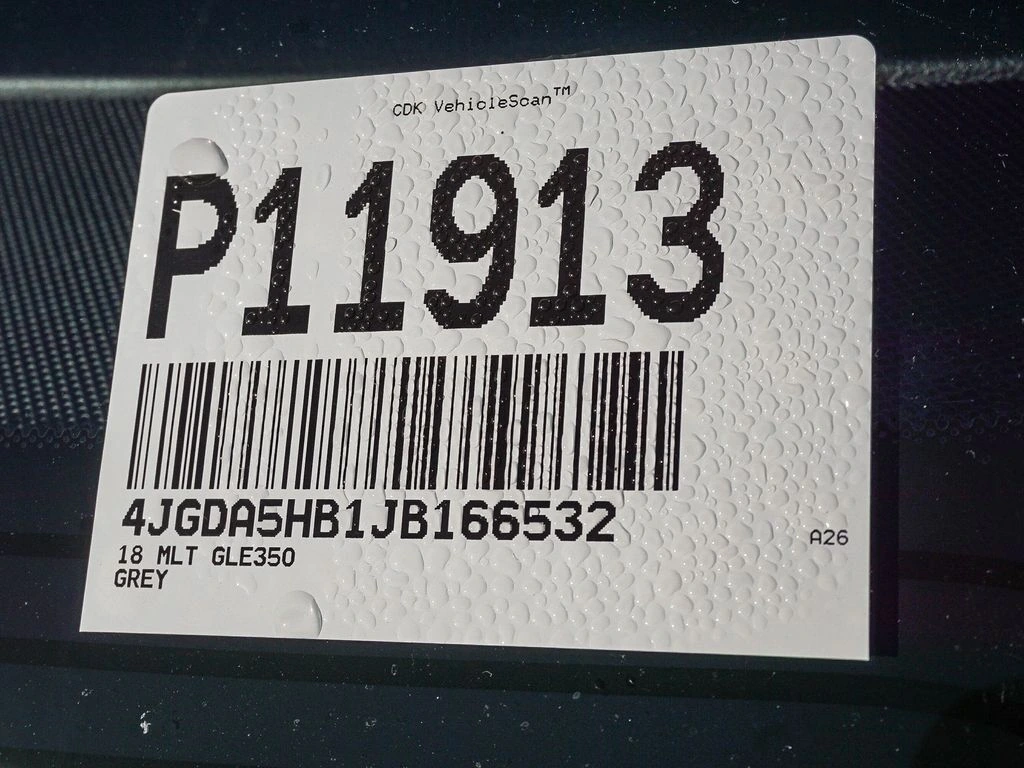 CDK VehicleScan™
P11913
4JGDA5HB1JB166532
18 MLT GLE350
GREY
A26